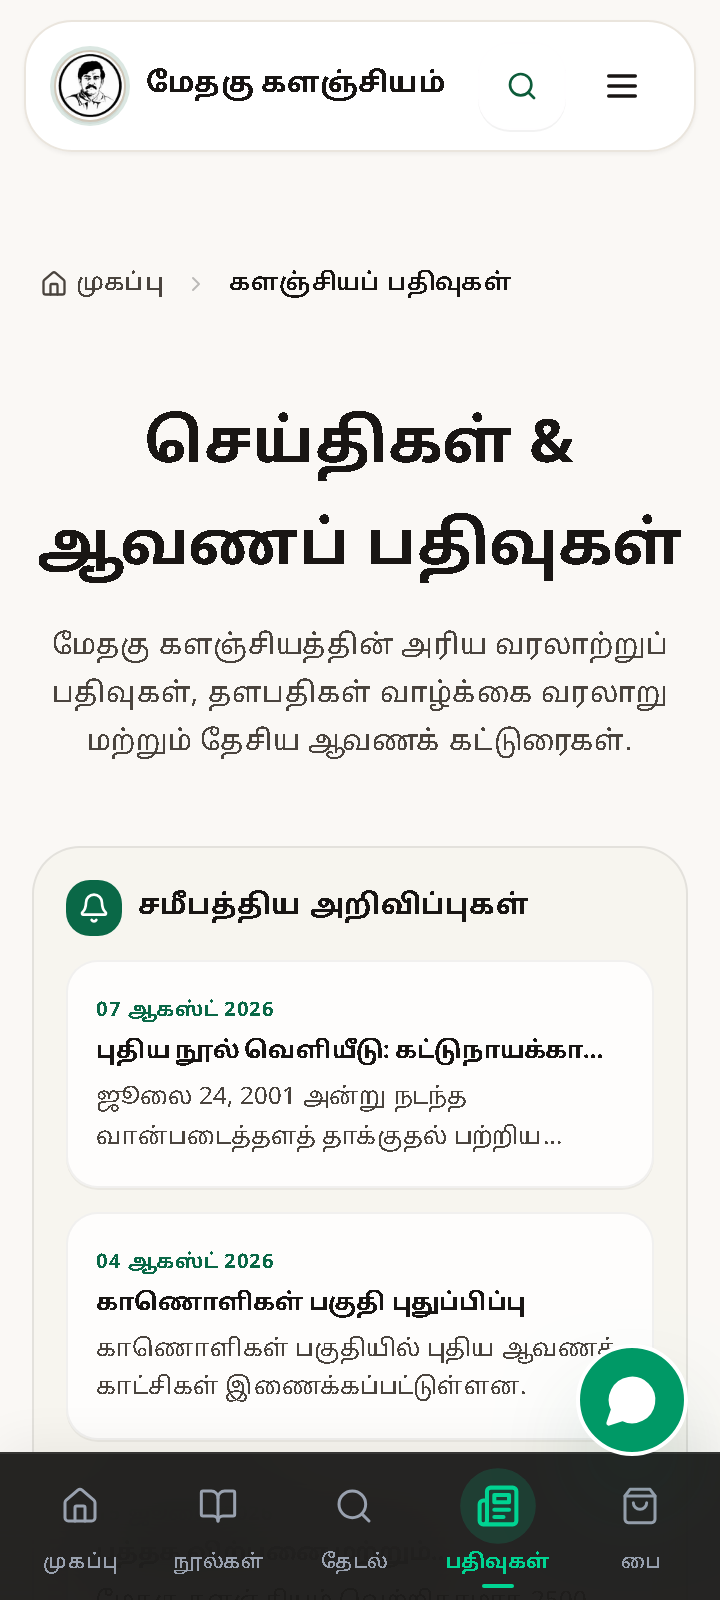 மேதகு களஞ்சியம்
முகப்பு > களஞ்சியப் பதிவுகள்
செய்திகள் &
ஆவணப் பதிவுகள்
மேதகு களஞ்சியத்தின் அரிய வரலாற்றுப்
பதிவுகள், தளபதிகள் வாழ்க்கை வரலாறு
மற்றும் தேசிய ஆவணக் கட்டுரைகள்.
சமீபத்திய அறிவிப்புகள்
07 ஆகஸ்ட் 2026
புதிய நூல் வெளியீடு: கட்டுநாயக்கா...
ஜூலை 24, 2001 அன்று நடந்த
வான்படைத்தளத் தாக்குதல் பற்றிய...
04 ஆகஸ்ட் 2026
காணொளிகள் பகுதி புதுப்பிப்பு
காணொளிகள் பகுதியில் புதிய ஆவணக்
காட்சிகள் இணைக்கப்பட்டுள்ளன.
முகப்பு நூல்கள் தேடல் பதிவுகள் பை